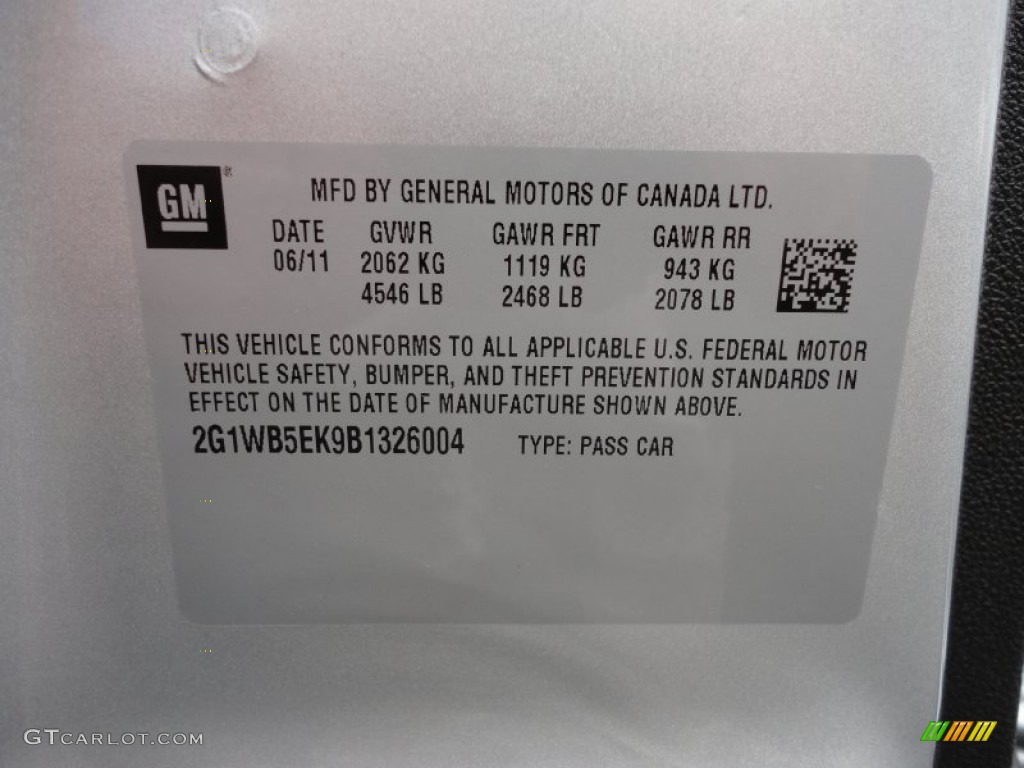 GM
MFD BY GENERAL MOTORS OF CANADA LTD.
DATE GVWR GAWR FRT GAWR RR
06/11 2062 KG 1119 KG 943 KG
4546 LB 2468 LB 2078 LB
THIS VEHICLE CONFORMS TO ALL APPLICABLE U.S. FEDERAL MOTOR
VEHICLE SAFETY, BUMPER, AND THEFT PREVENTION STANDARDS IN
EFFECT ON THE DATE OF MANUFACTURE SHOWN ABOVE.
2G1WB5EK9B1326004 TYPE: PASS CAR
GTCARLOT.COM